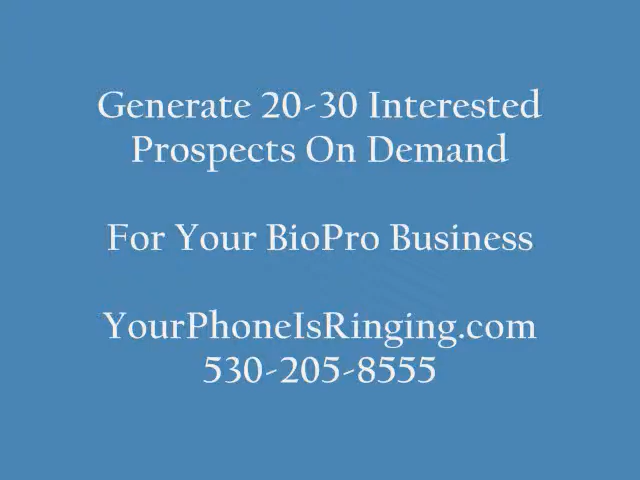 Generate 20-30 Interested
Prospects On Demand
For Your BioPro Business
YourPhoneIsRinging.com
530-205-8555